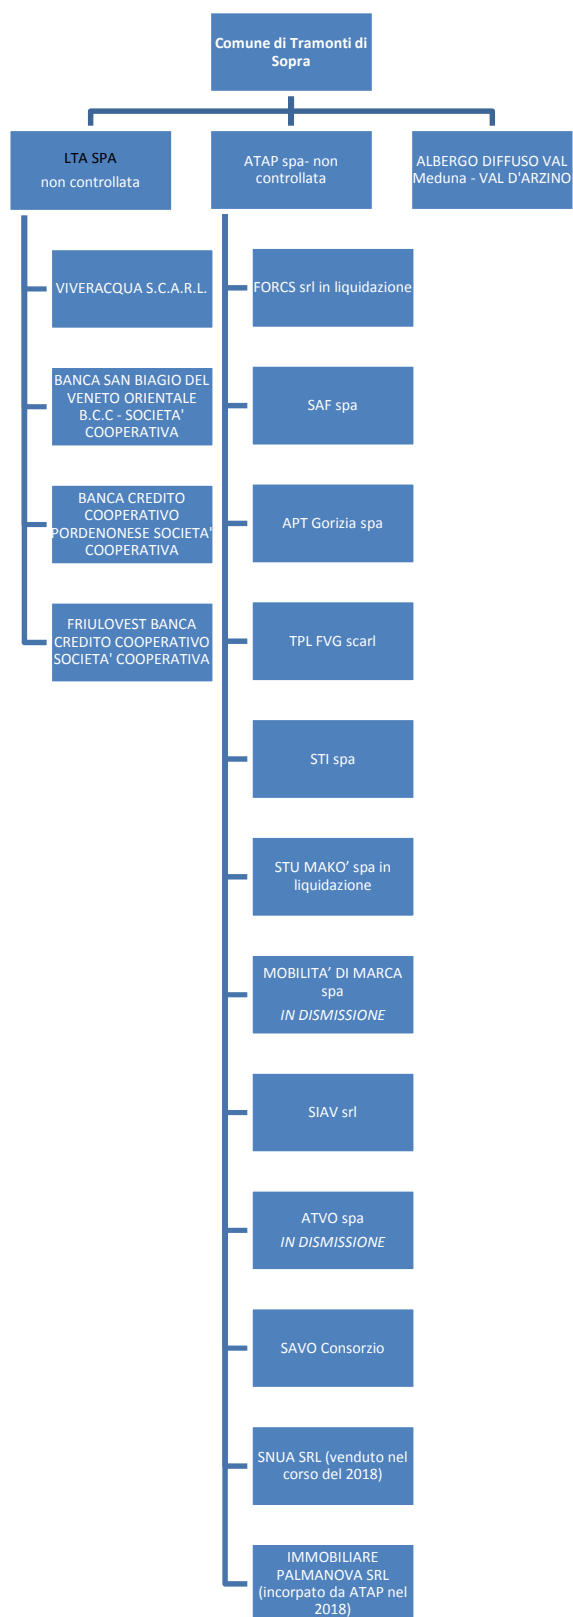 Comune di Tramonti di
Sopra
LTA SPA
non controllata
ATAP spa- non
controllata
ALBERGO DIFFUSO VAL
Meduna - VAL D'ARZINO
VIVERACQUA S.C.A.R.L.
BANCA SAN BIAGIO DEL
VENETO ORIENTALE
B.C.C - SOCIETA'
COOPERATIVA
BANCA CREDITO
COOPERATIVO
PORDENONESE SOCIETA'
COOPERATIVA
FRIULOVEST BANCA
CREDITO COOPERATIVO
SOCIETA' COOPERATIVA
FORCS srl in liquidazione
SAF spa
APT Gorizia spa
TPL FVG scarl
STI spa
STU MAKO’ spa in
liquidazione
MOBILITA’ DI MARCA
spa
IN DISMISSIONE
SIAV srl
ATVO spa
IN DISMISSIONE
SAVO Consorzio
SNUA SRL (venduto nel
corso del 2018)
IMMOBILIARE
PALMANOVA SRL
(incorpato da ATAP nel
2018)